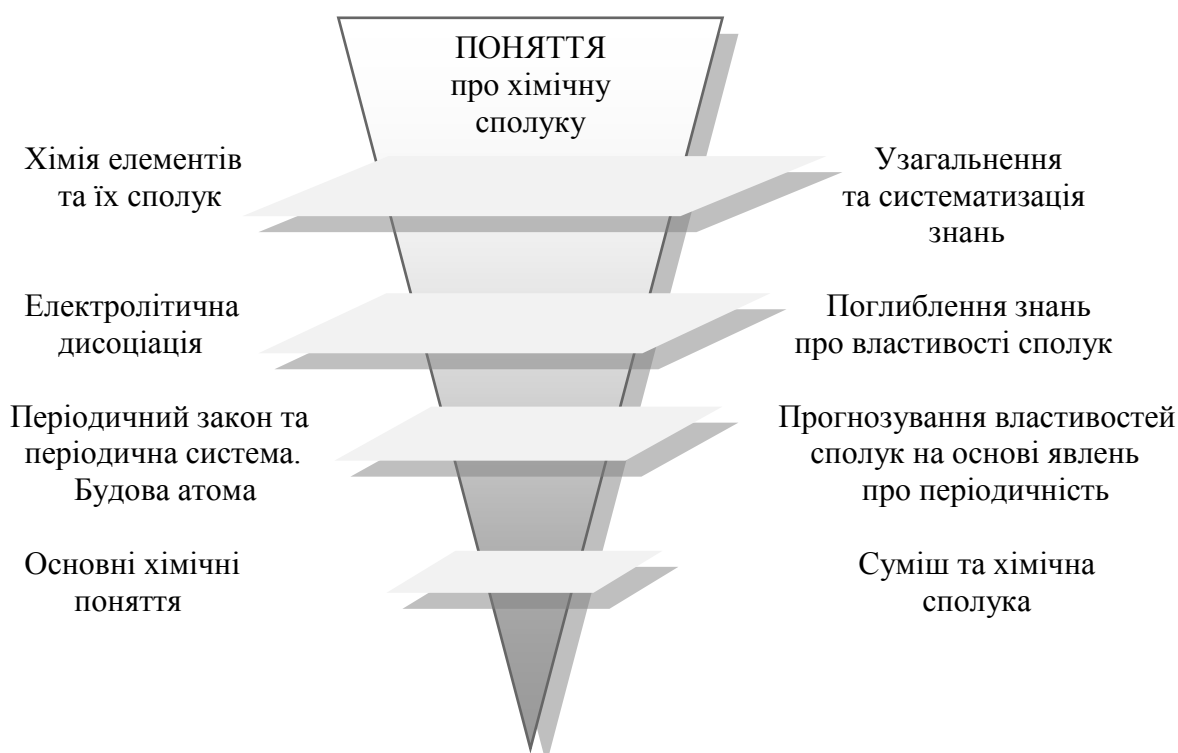 ПОНЯТТЯ
про хімічну
сполуку
Хімія елементів
та їх сполук
Узагальнення
та систематизація
знань
Електролітична
дисоціація
Поглиблення знань
про властивості сполук
Періодичний закон та
періодична система.
Будова атома
Прогнозування властивостей
сполук на основі явлень
про періодичність
Основні хімічні
поняття
Суміш та хімічна
сполука